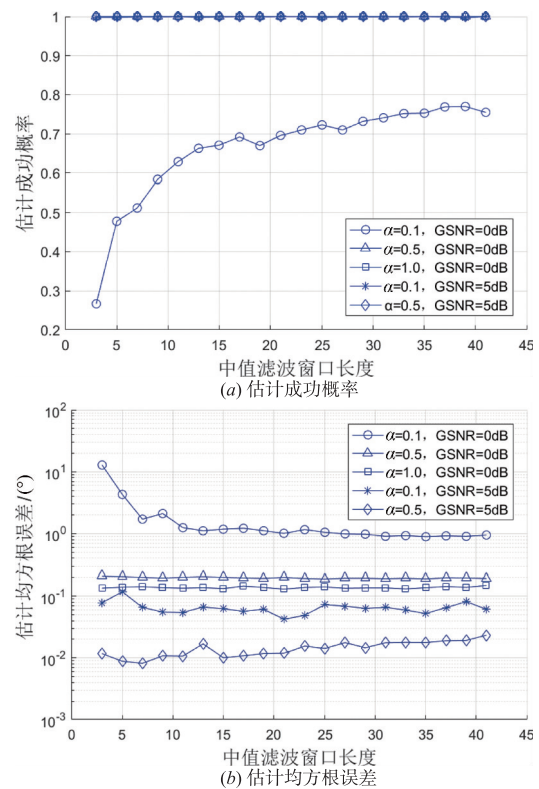 1
0.9
0.8
0.7
0.6
0.5
0.4
0.3
0.2
估计成功概率
α=0.1，GSNR=0dB
α=0.5，GSNR=0dB
α=1.0，GSNR=0dB
α=0.1，GSNR=5dB
α=0.5，GSNR=5dB
0 5 10 15 20 25 30 35 40 45
中值滤波窗口长度
(a) 估计成功概率
10²
10¹
10⁰
10⁻¹
10⁻²
10⁻³
估计均方根误差/(°)
α=0.1，GSNR=0dB
α=0.5，GSNR=0dB
α=1.0，GSNR=0dB
α=0.1，GSNR=5dB
α=0.5，GSNR=5dB
0 5 10 15 20 25 30 35 40 45
中值滤波窗口长度
(b) 估计均方根误差